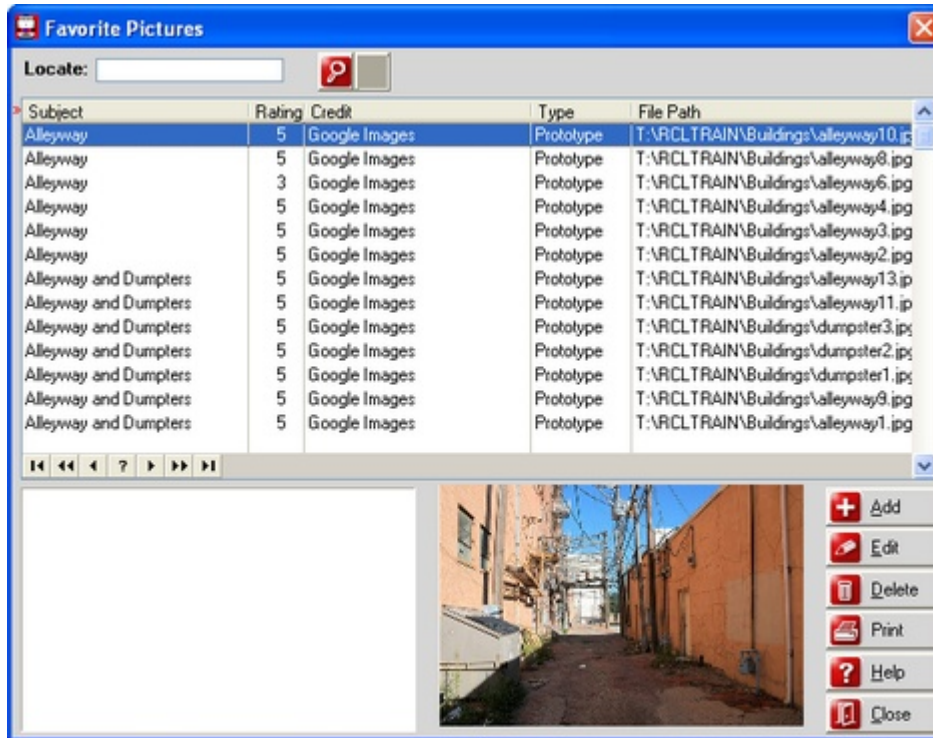 Favorite Pictures
Locate:
Subject Rating Credit Type File Path
Alleyway 5 Google Images Prototype T:\RCLTRAIN\Buildings\alleyway10.jp
Alleyway 5 Google Images Prototype T:\RCLTRAIN\Buildings\alleyway8.jpg
Alleyway 3 Google Images Prototype T:\RCLTRAIN\Buildings\alleyway6.jpg
Alleyway 5 Google Images Prototype T:\RCLTRAIN\Buildings\alleyway4.jpg
Alleyway 5 Google Images Prototype T:\RCLTRAIN\Buildings\alleyway3.jpg
Alleyway 5 Google Images Prototype T:\RCLTRAIN\Buildings\alleyway2.jpg
Alleyway and Dumpters 5 Google Images Prototype T:\RCLTRAIN\Buildings\alleyway13.jp
Alleyway and Dumpters 5 Google Images Prototype T:\RCLTRAIN\Buildings\alleyway11.jp
Alleyway and Dumpters 5 Google Images Prototype T:\RCLTRAIN\Buildings\dumpster3.jpg
Alleyway and Dumpters 5 Google Images Prototype T:\RCLTRAIN\Buildings\dumpster2.jpg
Alleyway and Dumpters 5 Google Images Prototype T:\RCLTRAIN\Buildings\dumpster1.jpg
Alleyway and Dumpters 5 Google Images Prototype T:\RCLTRAIN\Buildings\alleyway9.jpg
Alleyway and Dumpters 5 Google Images Prototype T:\RCLTRAIN\Buildings\alleyway1.jpg
?
Add
Edit
Delete
Print
? Help
Close